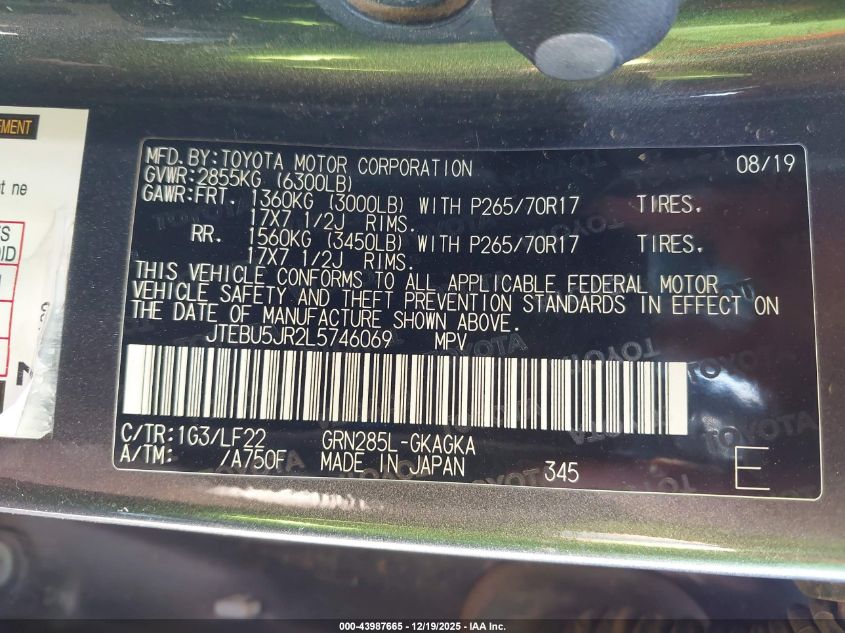 EMENT
t ne
S
OID
MFD.BY:TOYOTA MOTOR CORPORATION 08/19
GVWR:2855KG (6300LB)
GAWR:FRT. 1360KG (3000LB) WITH P265/70R17 TIRES.
17X7 1/2J RIMS.
RR. 1560KG (3450LB) WITH P265/70R17 TIRES.
17X7 1/2J RIMS.
THIS VEHICLE CONFORMS TO ALL APPLICABLE FEDERAL MOTOR
VEHICLE SAFETY AND THEFT PREVENTION STANDARDS IN EFFECT ON
THE DATE OF MANUFACTURE SHOWN ABOVE.
JTEBU5JR2L5746069 MPV
C/TR:1G3/LF22 GRN285L-GKAGKA
A/TM: /A750F MADE IN JAPAN 345 E
000-43987665 - 12/19/2025 - IAA Inc.